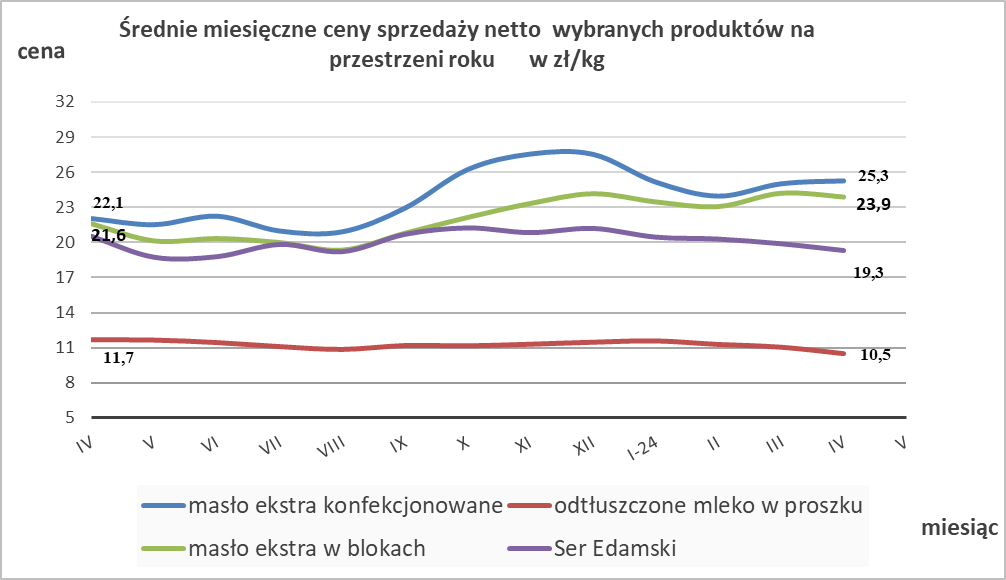 Średnie miesięczne ceny sprzedaży netto wybranych produktów na
przestrzeni roku w zł/kg
cena
32
29
26
23
20
17
14
11
8
5
22,1
21,6
11,7
25,3
23,9
19,3
10,5
IV V VI VII VIII IX X XI XII I-24 II III IV V
masło ekstra konfekcjonowane odtłuszczone mleko w proszku
masło ekstra w blokach Ser Edamski
miesiąc